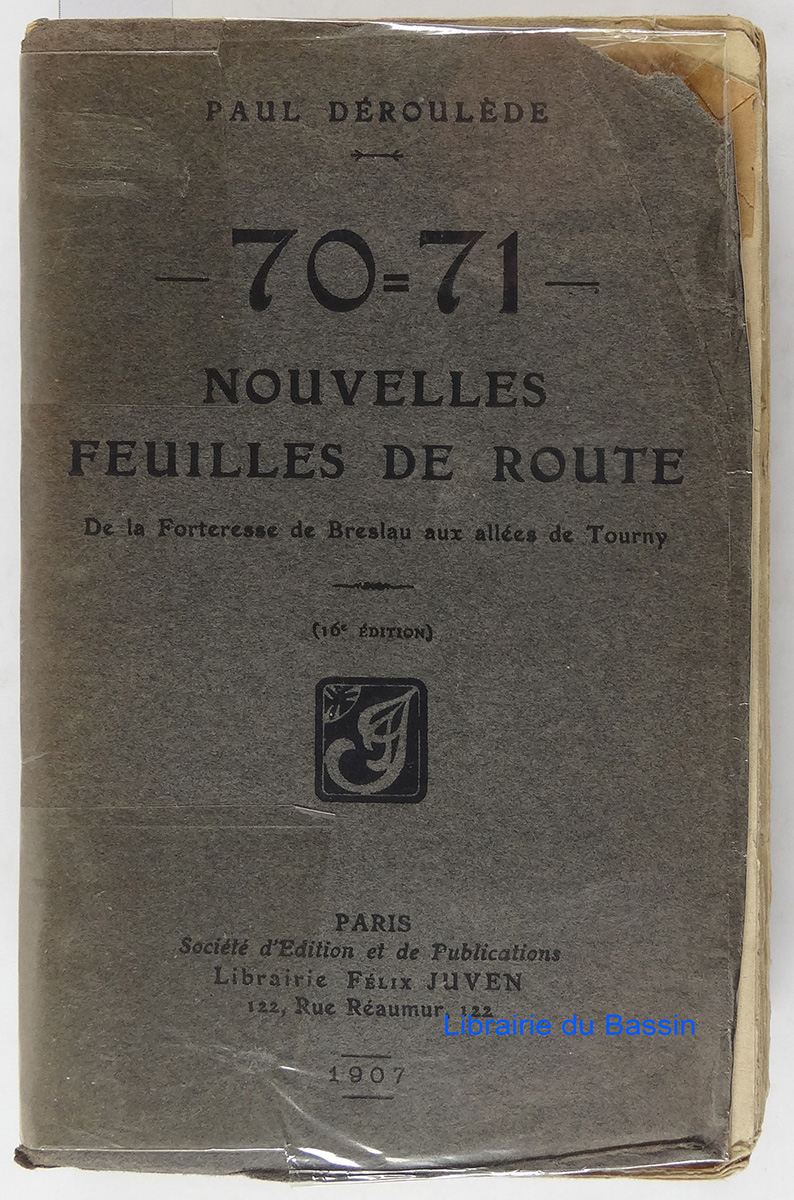 PAUL DÉROULÈDE
— 70=71 —
NOUVELLES
FEUILLES DE ROUTE
De la Forteresse de Breslau aux allées de Tourny
(16e ÉDITION)
PARIS
Société d'Edition et de Publications
Librairie FÉLIX JUVEN
122, Rue Réaumur, 122
Librairie du Bassin
1907